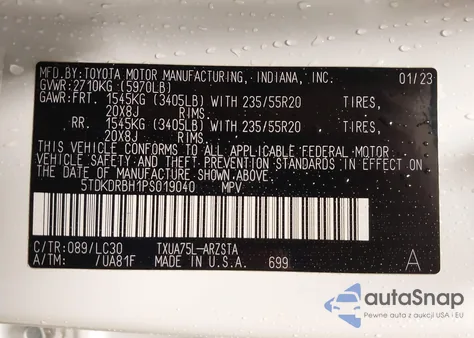 MFD.BY:TOYOTA MOTOR MANUFACTURING, INDIANA, INC. 01/23
GVWR:2710KG (5970LB)
GAWR:FRT. 1545KG (3405LB) WITH 235/55R20 TIRES,
20X8J RIMS,
RR. 1545KG (3405LB) WITH 235/55R20 TIRES,
20X8J RIMS.
THIS VEHICLE CONFORMS TO ALL APPLICABLE FEDERAL MOTOR
VEHICLE SAFETY AND THEFT PREVENTION STANDARDS IN EFFECT ON
THE DATE OF MANUFACTURE SHOWN ABOVE.
5TDKDRBH1PS019040 MPV
C/TR:089/LC30 TXUA75L-ARZSTA
A/TM: /UA81F MADE IN U.S.A. 699 A
autoSnap
Pewne auta z aukcji USA i EU